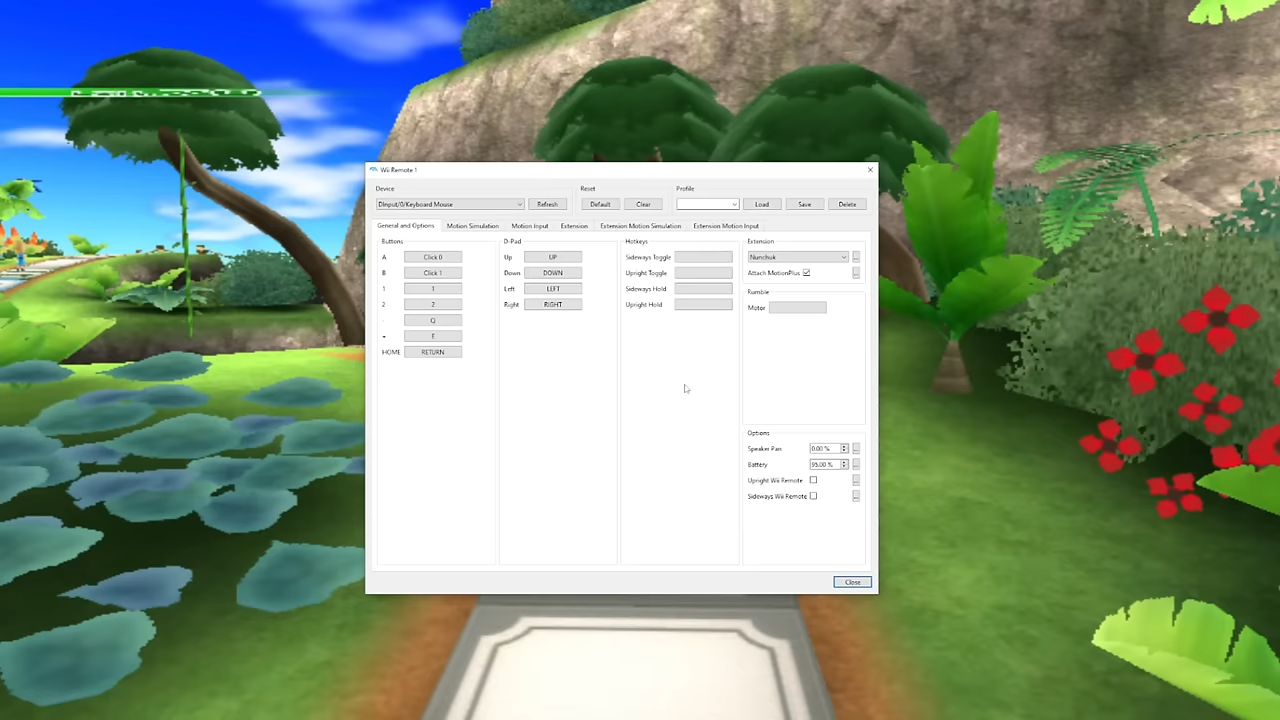 Wii Remote 1
Device
Reset
Profile
DInput/0/Keyboard Mouse
Refresh
Default
Clear
Load
Save
Delete
General and Options
Motion Simulation
Motion Input
Extension
Extension Motion Simulation
Extension Motion Input
Buttons
A Click 0
B Click 1
1 1
2 2
- Q
+ E
HOME RETURN
D-Pad
Up UP
Down DOWN
Left LEFT
Right RIGHT
Hotkeys
Sideways Toggle
Upright Toggle
Sideways Hold
Upright Hold
Extension
Nunchuk
...
Attach MotionPlus
...
Rumble
Motor
Options
Speaker Pan 0.00 % ...
Battery 95.00 % ...
Upright Wii Remote ...
Sideways Wii Remote ...
Close